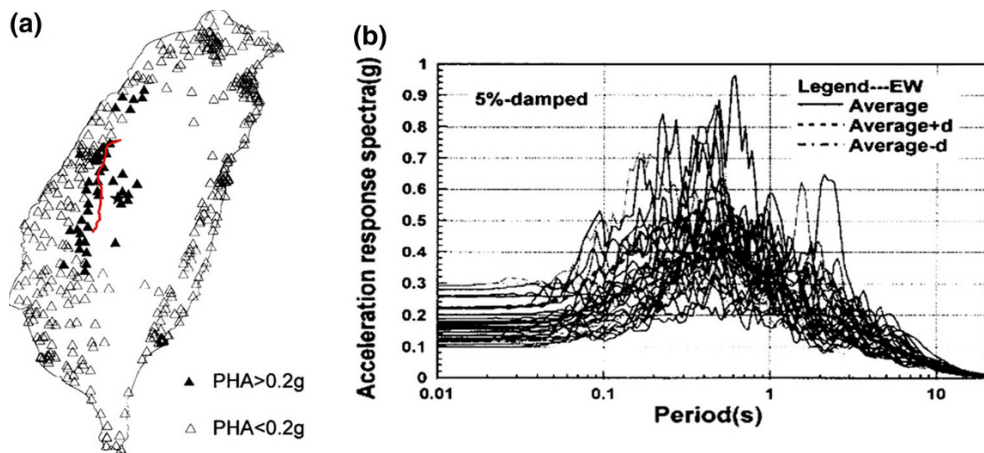 (a)
PHA>0.2g
PHA<0.2g
(b)
Acceleration response spectra(g)
1
0.9
0.8
0.7
0.6
0.5
0.4
0.3
0.2
0.1
0
5%-damped
Legend---EW
Average
Average+d
Average-d
0.01
0.1
1
10
Period(s)